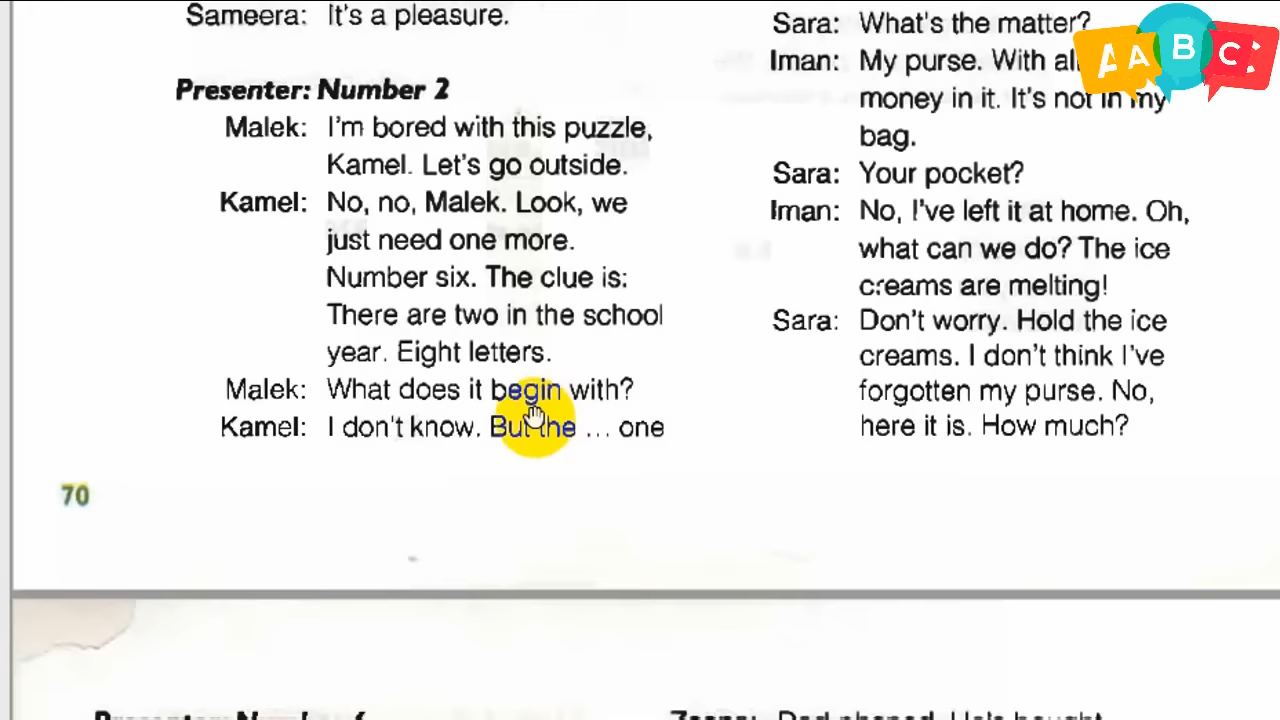 Sameera: It's a pleasure.
Presenter: Number 2
Malek: I'm bored with this puzzle,
Kamel. Let's go outside.
Kamel: No, no, Malek. Look, we
just need one more.
Number six. The clue is:
There are two in the school
year. Eight letters.
Malek: What does it begin with?
Kamel: I don't know. But the ... one
70
Sara: What's the matter?
Iman: My purse. With al
money in it. It's not in my
bag.
Sara: Your pocket?
Iman: No, I've left it at home. Oh,
what can we do? The ice
creams are melting!
Sara: Don't worry. Hold the ice
creams. I don't think I've
forgotten my purse. No,
here it is. How much?
A A B C